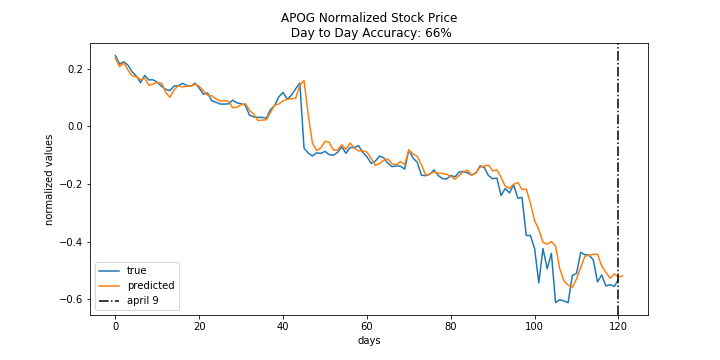 APOG Normalized Stock Price
Day to Day Accuracy: 66%
normalized values
0.2
0.0
−0.2
−0.4
−0.6
true
predicted
april 9
0
20
40
60
80
100
120
days